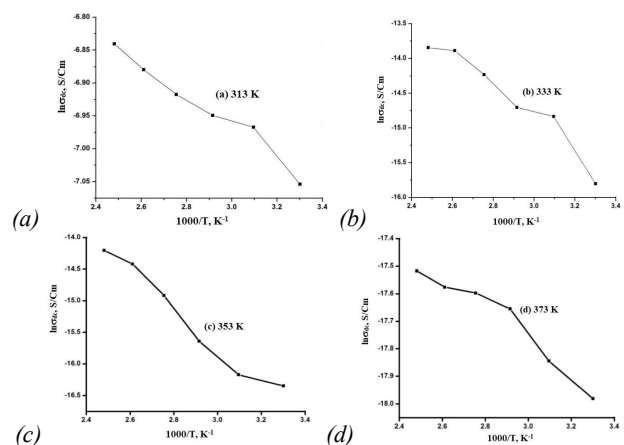 -6.80
-6.85
-6.90
-6.95
-7.00
-7.05
lnσdc, S/Cm
(a) 313 K
2.4 2.6 2.8 3.0 3.2 3.4
1000/T, K-1
(a)
-13.5
-14.0
-14.5
-15.0
-15.5
-16.0
lnσdc, S/Cm
(b) 333 K
2.4 2.6 2.8 3.0 3.2 3.4
1000/T, K-1
(b)
-14.0
-14.5
-15.0
-15.5
-16.0
-16.5
lnσdc, S/Cm
(c) 353 K
2.4 2.6 2.8 3.0 3.2 3.4
1000/T, K-1
(c)
-17.4
-17.5
-17.6
-17.7
-17.8
-17.9
-18.0
lnσdc, S/Cm
(d) 373 K
2.4 2.6 2.8 3.0 3.2 3.4
1000/T, K-1
(d)